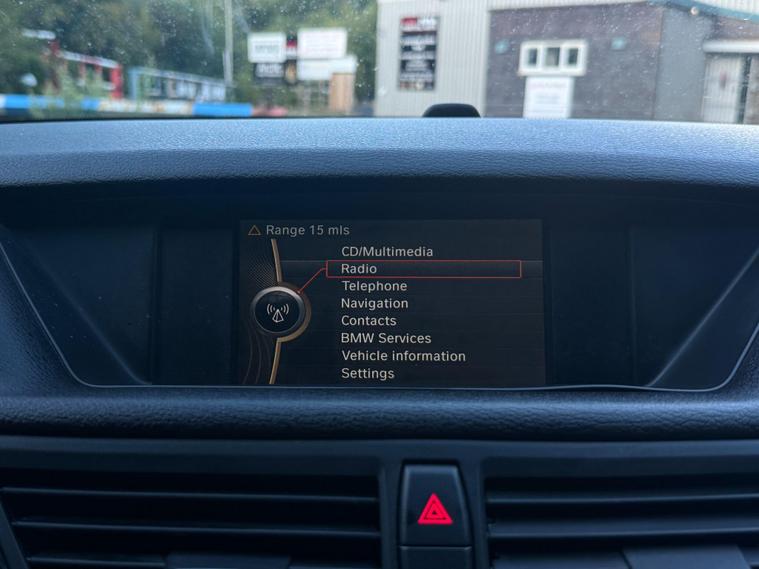 Range 15 mls
CD/Multimedia
Radio
Telephone
Navigation
Contacts
BMW Services
Vehicle information
Settings